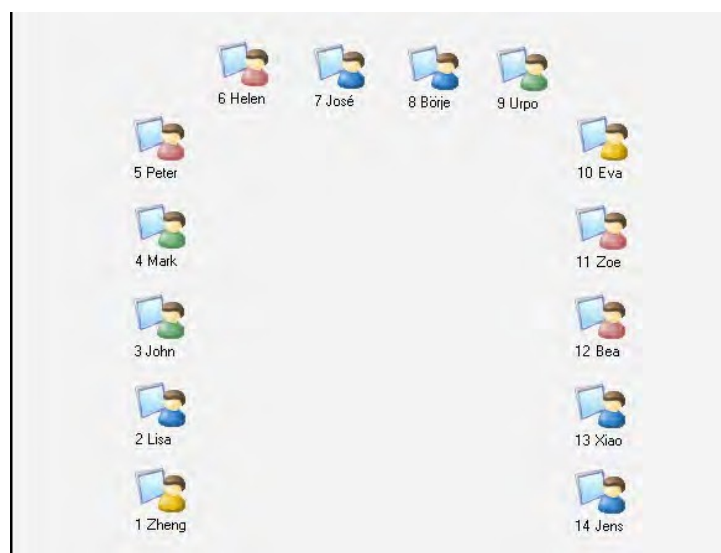 6 Helen
7 José
8 Börje
9 Urpo
5 Peter
10 Eva
4 Mark
11 Zoe
3 John
12 Bea
2 Lisa
13 Xiao
1 Zheng
14 Jens